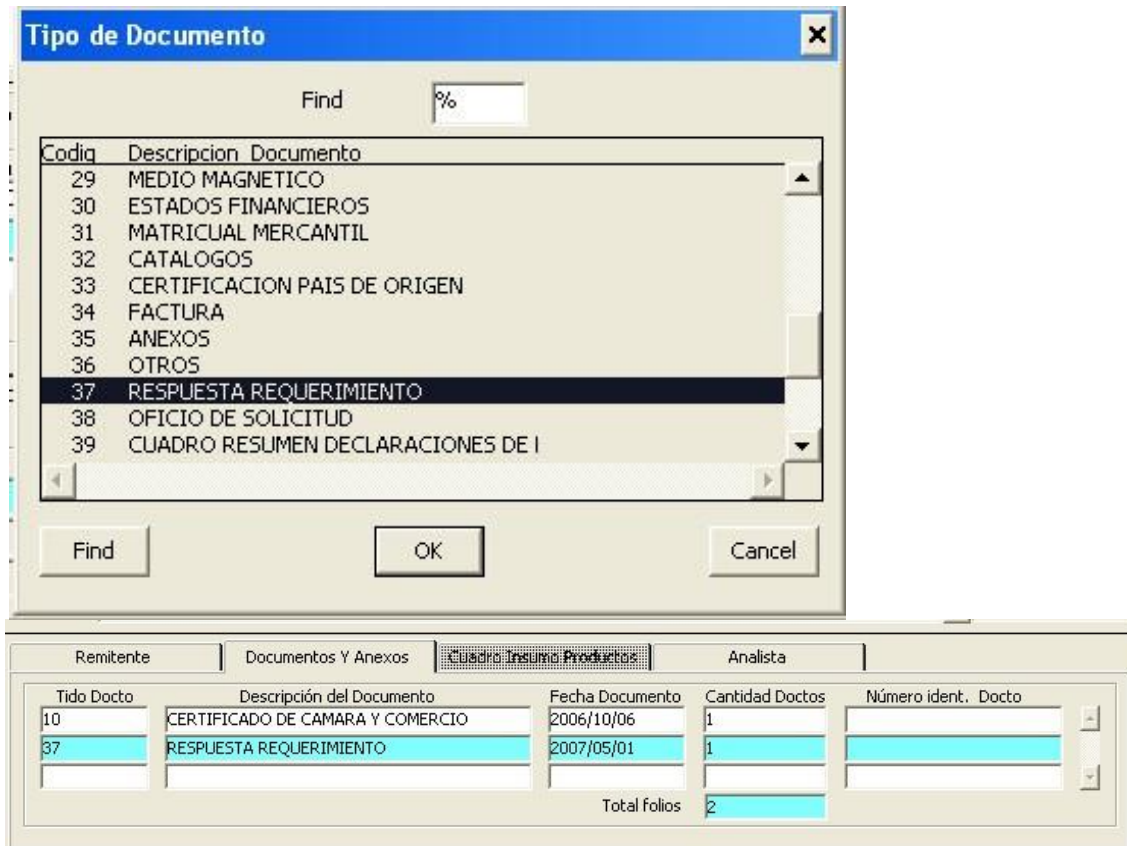 Tipo de Documento
Find %
Codig Descripcion Documento
29 MEDIO MAGNETICO
30 ESTADOS FINANCIEROS
31 MATRICUAL MERCANTIL
32 CATALOGOS
33 CERTIFICACION PAIS DE ORIGEN
34 FACTURA
35 ANEXOS
36 OTROS
37 RESPUESTA REQUERIMIENTO
38 OFICIO DE SOLICITUD
39 CUADRO RESUMEN DECLARACIONES DE I
Find OK Cancel
Remitente Documentos Y Anexos Cuadro Insumo Productos Analista
Tido Docto Descripción del Documento Fecha Documento Cantidad Doctos Número ident. Docto
10 CERTIFICADO DE CAMARA Y COMERCIO 2006/10/06 1
37 RESPUESTA REQUERIMIENTO 2007/05/01 1
Total folios 2